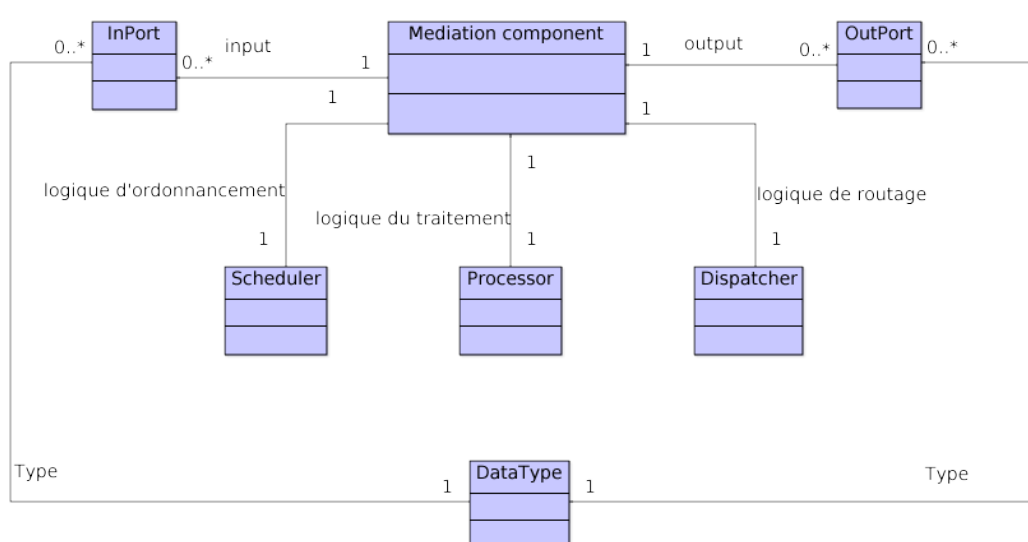 InPort
Mediation component
OutPort
0..*
input
1
output
0..*
0..*
0..*
1
1
1
1
logique d'ordonnancement
logique du traitement
logique de routage
1
1
1
Scheduler
Processor
Dispatcher
Type
DataType
Type
1
1